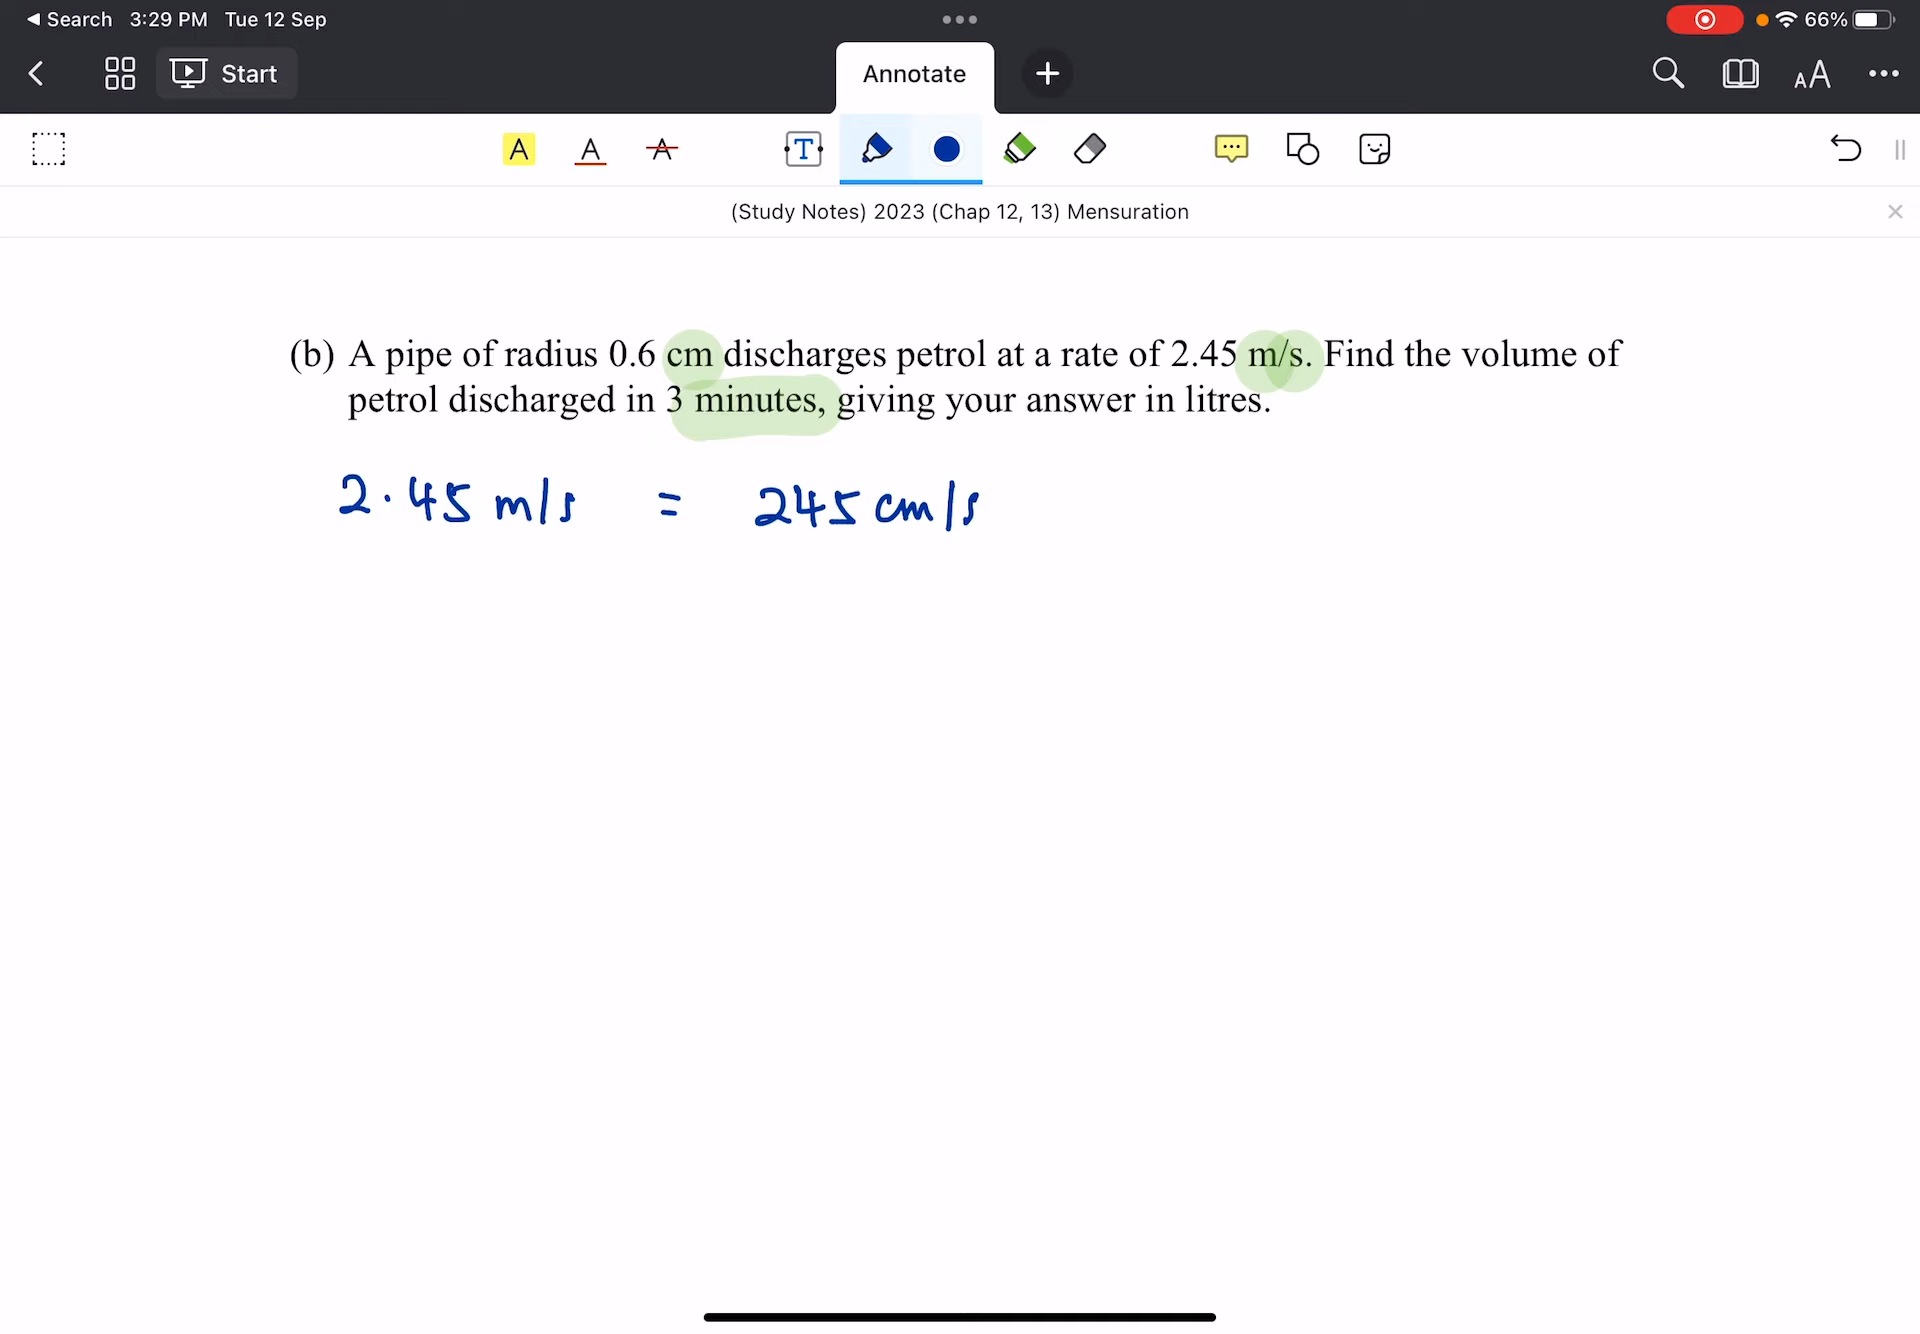 ◀ Search 3:29 PM Tue 12 Sep 66%
Start Annotate + AA
A A A T
(Study Notes) 2023 (Chap 12, 13) Mensuration
(b) A pipe of radius 0.6 cm discharges petrol at a rate of 2.45 m/s. Find the volume of
petrol discharged in 3 minutes, giving your answer in litres.
2.45 m/s = 245 cm/s